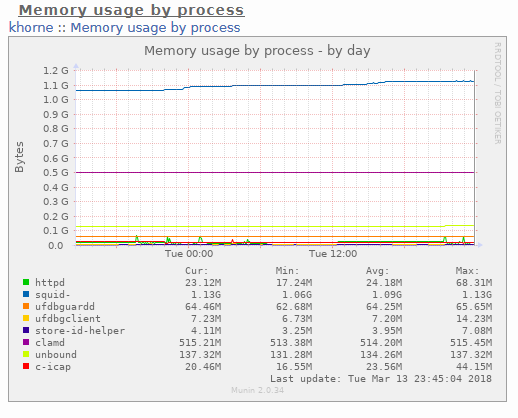 Memory usage by process
khorne :: Memory usage by process
Memory usage by process - by day
RRDTOOL / TOBI OETIKER
Bytes
1.2 G
1.1 G
1.0 G
0.9 G
0.8 G
0.7 G
0.6 G
0.5 G
0.4 G
0.3 G
0.2 G
0.1 G
0.0
Tue 00:00 Tue 12:00
Cur: Min: Avg: Max:
httpd 23.12M 17.24M 24.18M 68.31M
squid- 1.13G 1.06G 1.09G 1.13G
ufdbguardd 64.46M 62.68M 64.25M 65.65M
ufdbgclient 7.23M 6.73M 7.20M 14.23M
store-id-helper 4.11M 3.25M 3.95M 7.08M
clamd 515.21M 513.38M 514.20M 515.45M
unbound 137.32M 131.28M 134.26M 137.32M
c-icap 20.46M 16.55M 23.56M 44.15M
Last update: Tue Mar 13 23:45:04 2018
Munin 2.0.34